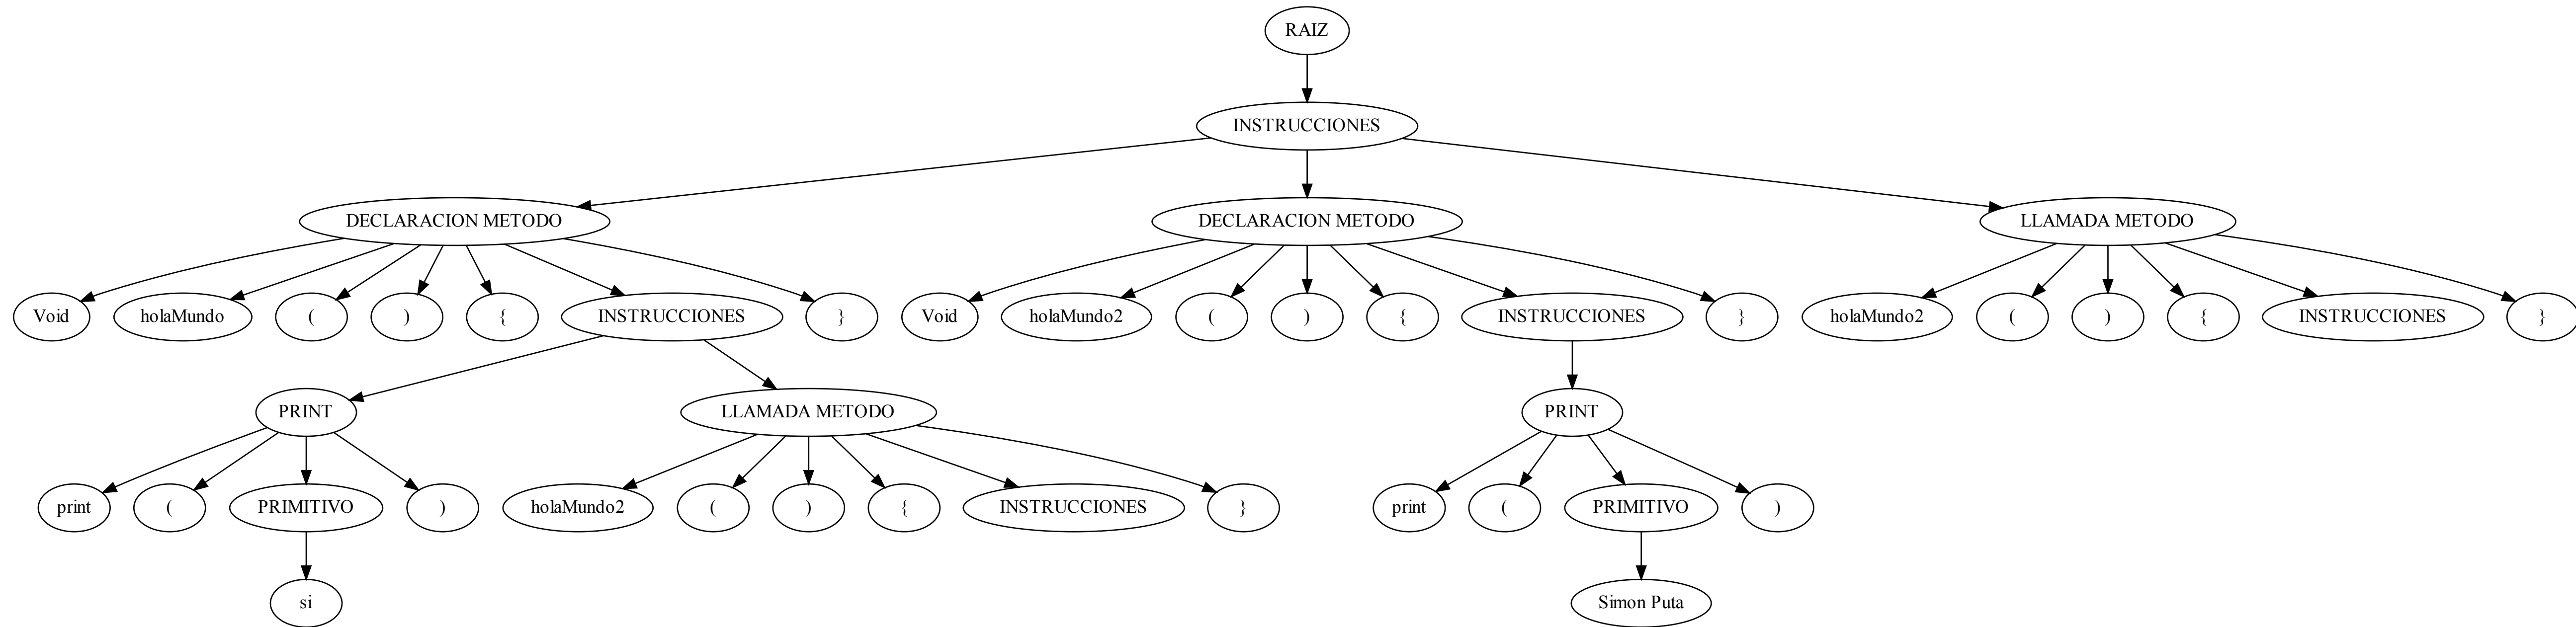 RAIZ
INSTRUCCIONES
DECLARACION METODO
DECLARACION METODO
LLAMADA METODO
Void
holaMundo
(
)
{
INSTRUCCIONES
}
Void
holaMundo2
(
)
{
INSTRUCCIONES
}
holaMundo2
(
)
{
INSTRUCCIONES
}
PRINT
LLAMADA METODO
PRINT
print
(
PRIMITIVO
)
holaMundo2
(
)
{
INSTRUCCIONES
}
print
(
PRIMITIVO
)
si
Simon Puta